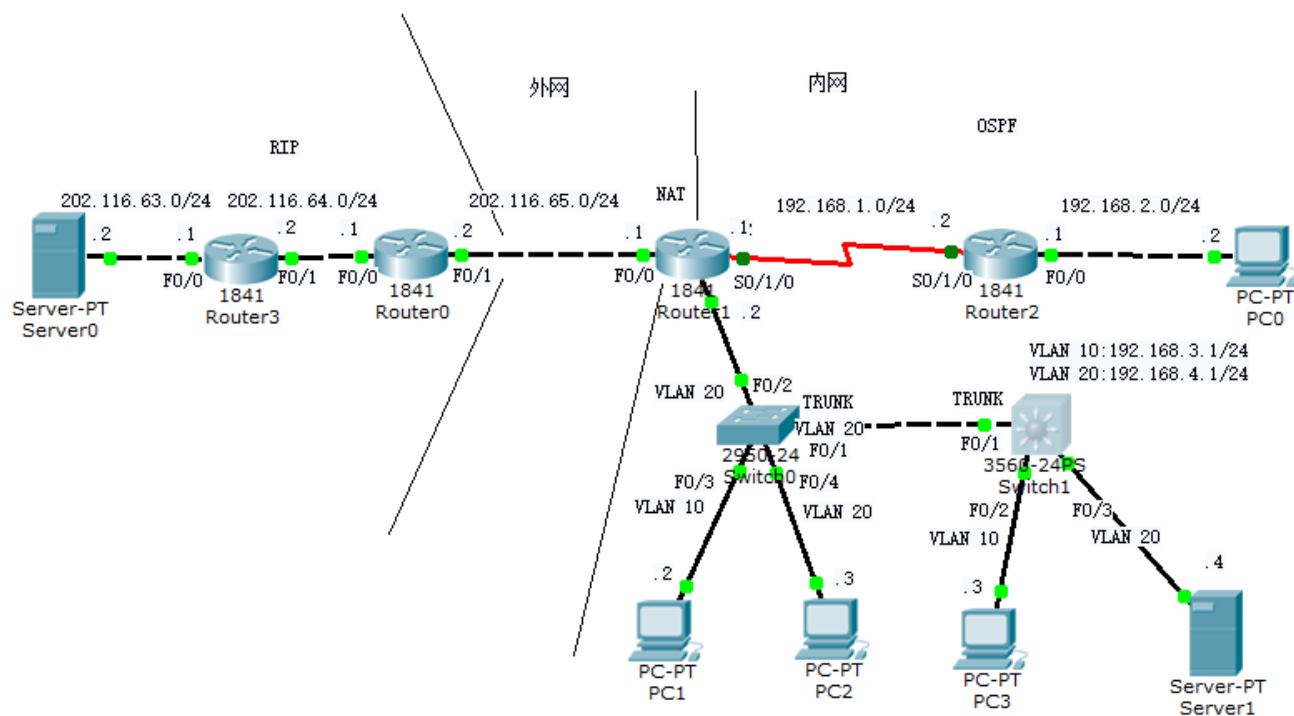 外网
内网
OSPF
RIP
NAT
202.116.63.0/24
202.116.64.0/24
202.116.65.0/24
192.168.1.0/24
192.168.2.0/24
.2
.1
.2
.1
.2
.1
.1:
.2
.1
.2
F0/0
F0/1
F0/0
F0/1
F0/0
S0/1/0
S0/1/0
F0/0
Server-PT
Server0
1841
Router3
1841
Router0
1841
Router1
.2
1841
Router2
PC-PT
PC0
VLAN 10:192.168.3.1/24
VLAN 20:192.168.4.1/24
VLAN 20
F0/2
TRUNK
VLAN 20
F0/1
TRUNK
F0/1
2950-24
Switch0
3560-24PS
Switch1
F0/3
VLAN 10
F0/4
VLAN 20
F0/2
VLAN 10
F0/3
VLAN 20
.2
.3
.3
.4
PC-PT
PC1
PC-PT
PC2
PC-PT
PC3
Server-PT
Server1